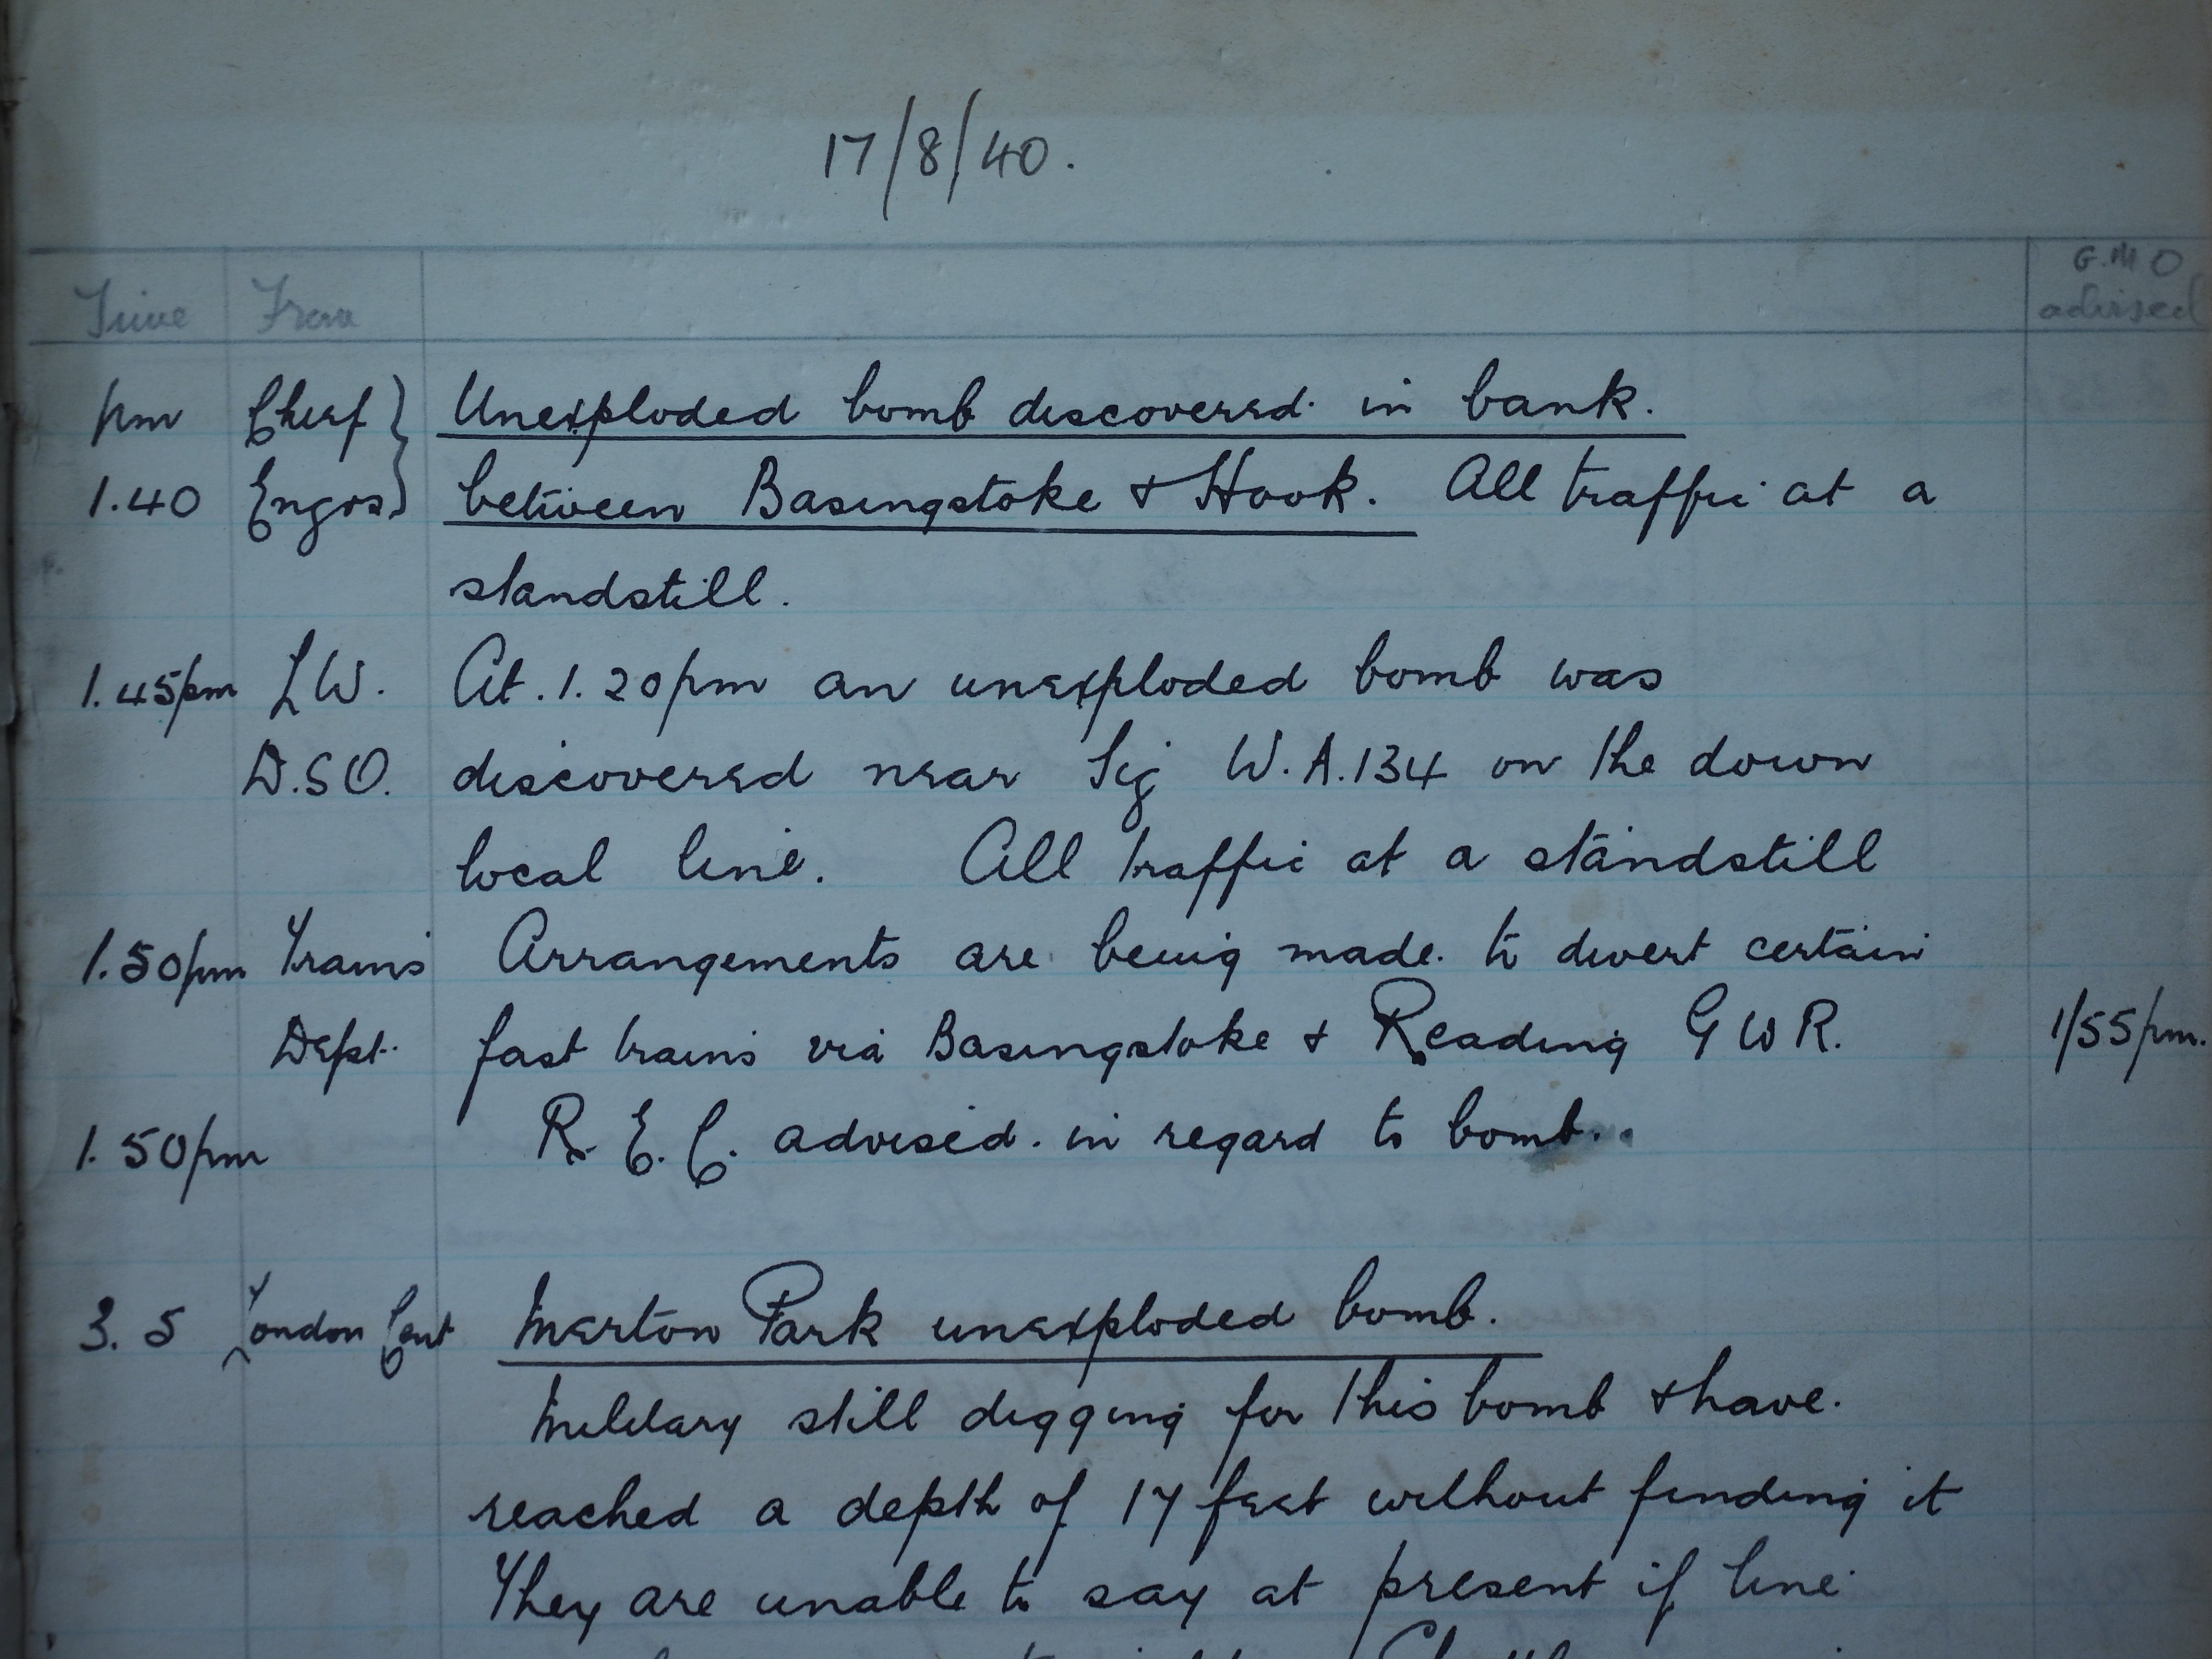 17/8/40.
Time From G.M O
advised
pm Chief } Unexploded bomb discovered in bank.
1.40 Engrs } between Basingstoke & Hook. All traffic at a
standstill.
1.45pm LW. At 1.20pm an unexploded bomb was
D.S.O. discovered near Sig W.A.134 on the down
local line. All traffic at a standstill
1.50pm Trains Arrangements are being made to divert certain
Dept. fast trains via Basingstoke & Reading G W R. 1/55pm.
1.50pm R. E. C. advised in regard to bomb.
3.5 London Cent Merton Park unexploded bomb.
Military still digging for this bomb & have
reached a depth of 17 feet without finding it
They are unable to say at present if line